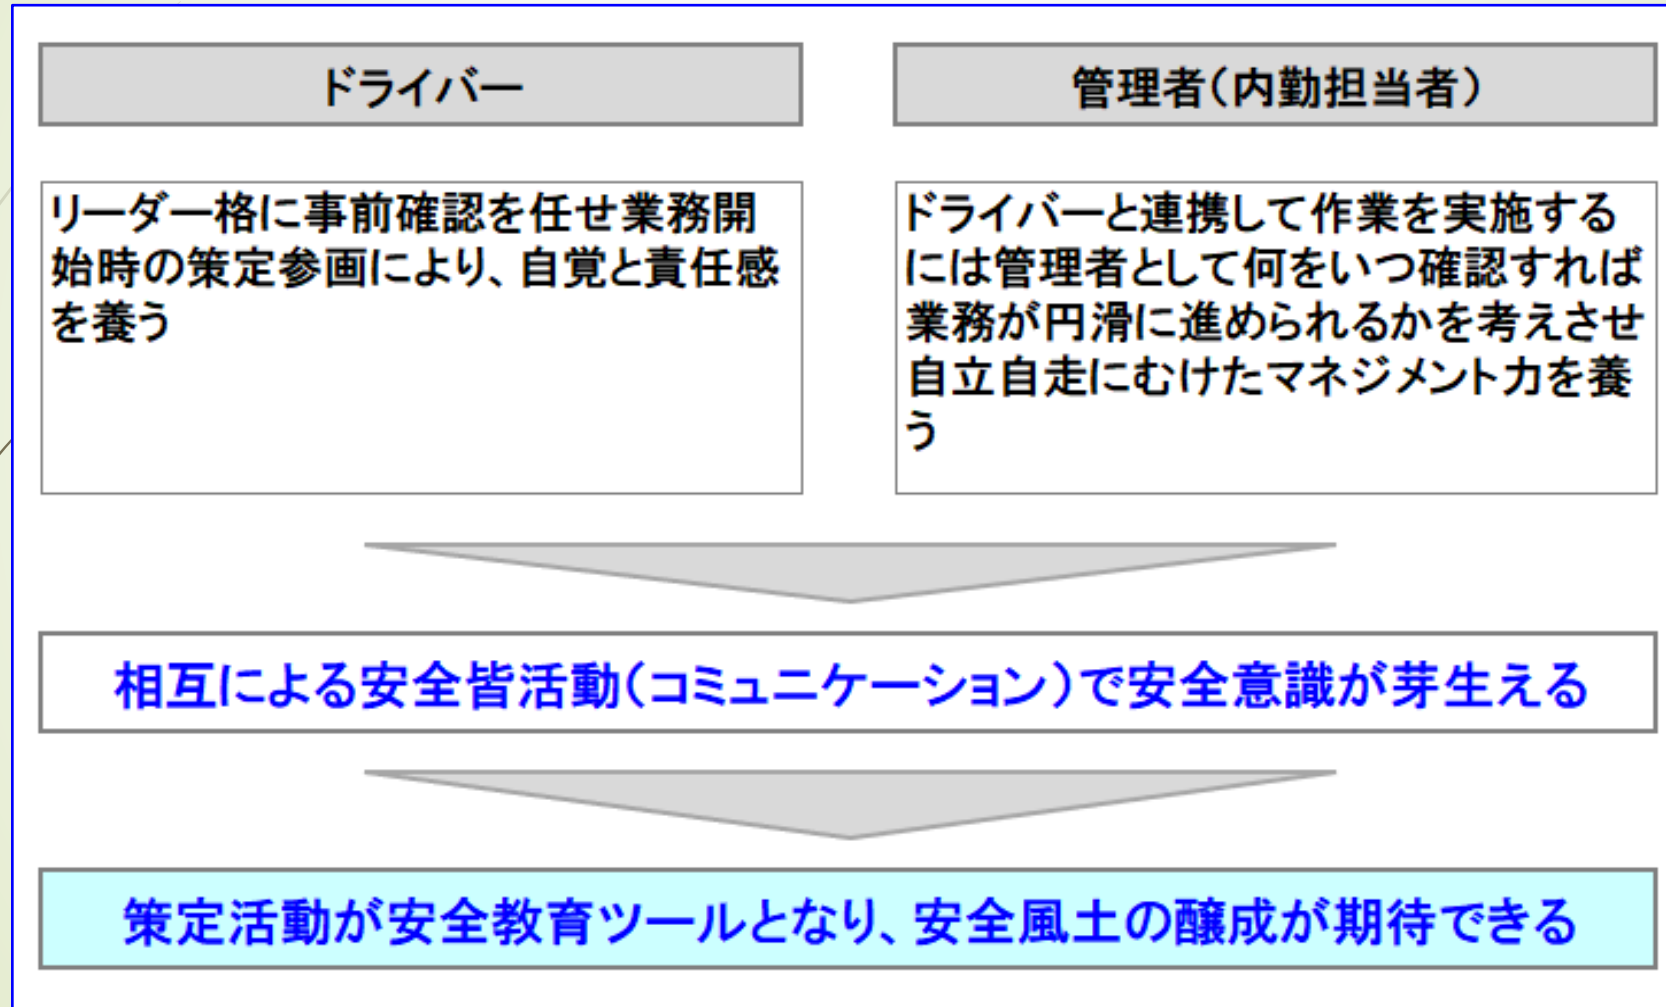 ドライバー
リーダー格に事前確認を任せ業務開
始時の策定参画により、自覚と責任感
を養う
管理者（内勤担当者）
ドライバーと連携して作業を実施する
には管理者として何をいつ確認すれば
業務が円滑に進められるかを考えさせ
自立自走にむけたマネジメント力を養
う
相互による安全皆活動（コミュニケーション）で安全意識が芽生える
策定活動が安全教育ツールとなり、安全風土の醸成が期待できる